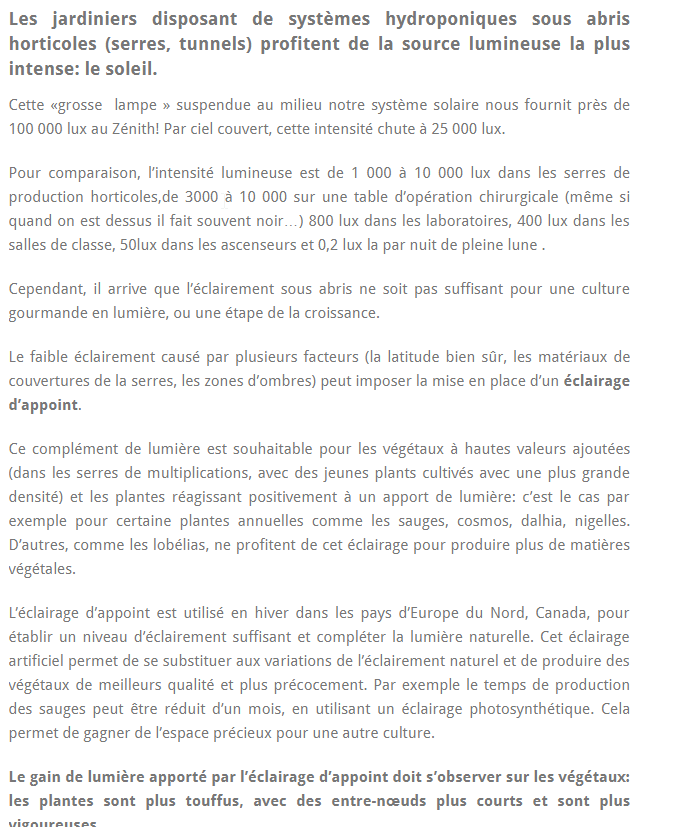 Les jardiniers disposant de systèmes hydroponiques sous abris
horticoles (serres, tunnels) profitent de la source lumineuse la plus
intense: le soleil.
Cette «grosse lampe » suspendue au milieu notre système solaire nous fournit près de
100 000 lux au Zénith! Par ciel couvert, cette intensité chute à 25 000 lux.
Pour comparaison, l’intensité lumineuse est de 1 000 à 10 000 lux dans les serres de
production horticoles,de 3000 à 10 000 sur une table d’opération chirurgicale (même si
quand on est dessus il fait souvent noir…) 800 lux dans les laboratoires, 400 lux dans les
salles de classe, 50lux dans les ascenseurs et 0,2 lux la par nuit de pleine lune .
Cependant, il arrive que l’éclairement sous abris ne soit pas suffisant pour une culture
gourmande en lumière, ou une étape de la croissance.
Le faible éclairement causé par plusieurs facteurs (la latitude bien sûr, les matériaux de
couvertures de la serres, les zones d’ombres) peut imposer la mise en place d’un éclairage
d’appoint.
Ce complément de lumière est souhaitable pour les végétaux à hautes valeurs ajoutées
(dans les serres de multiplications, avec des jeunes plants cultivés avec une plus grande
densité) et les plantes réagissant positivement à un apport de lumière: c’est le cas par
exemple pour certaine plantes annuelles comme les sauges, cosmos, dalhia, nigelles.
D’autres, comme les lobélias, ne profitent de cet éclairage pour produire plus de matières
végétales.
L’éclairage d’appoint est utilisé en hiver dans les pays d’Europe du Nord, Canada, pour
établir un niveau d’éclairement suffisant et compléter la lumière naturelle. Cet éclairage
artificiel permet de se substituer aux variations de l’éclairement naturel et de produire des
végétaux de meilleurs qualité et plus précocement. Par exemple le temps de production
des sauges peut être réduit d’un mois, en utilisant un éclairage photosynthétique. Cela
permet de gagner de l’espace précieux pour une autre culture.
Le gain de lumière apporté par l’éclairage d’appoint doit s’observer sur les végétaux:
les plantes sont plus touffus, avec des entre-nœuds plus courts et sont plus
vigoureuses